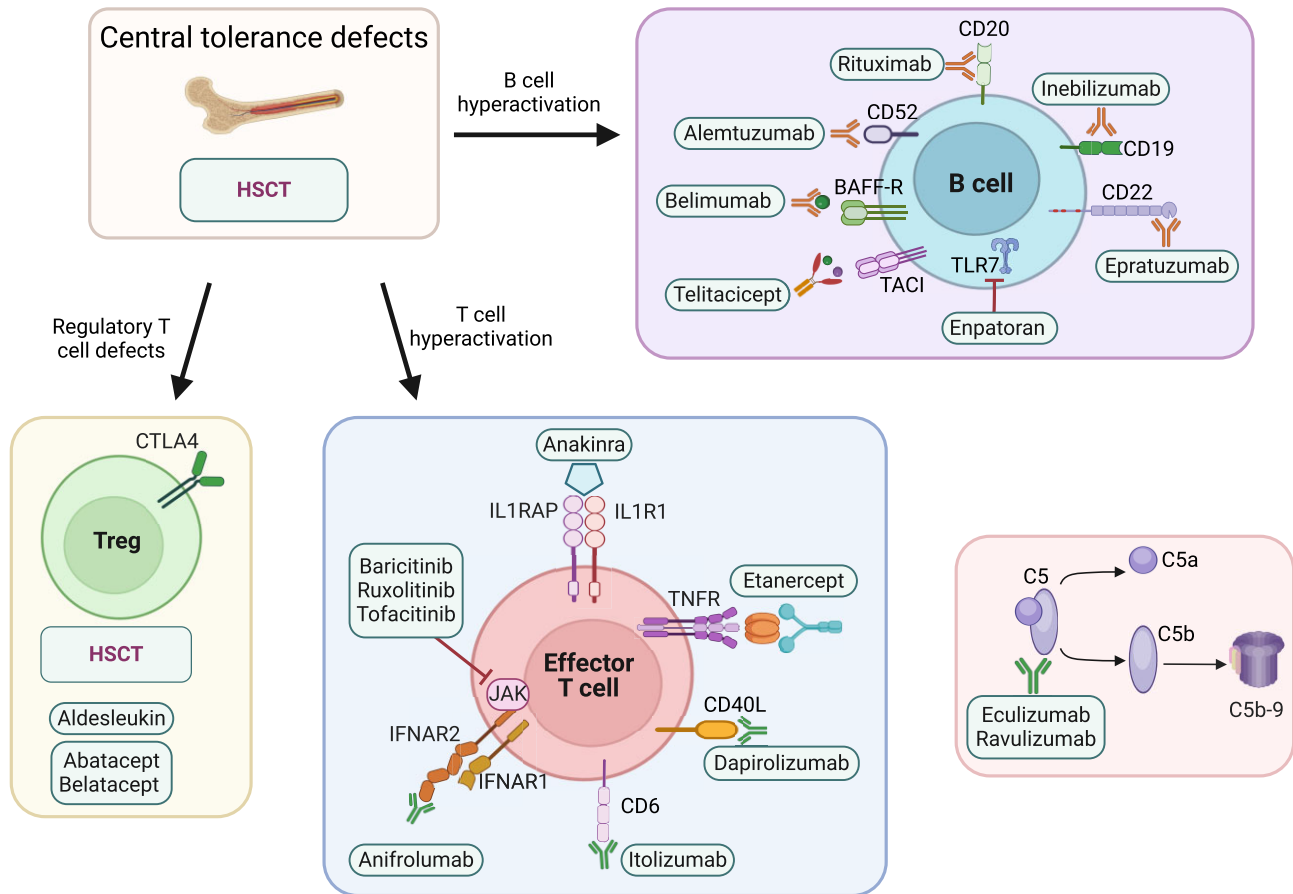 Central tolerance defects
HSCT
B cell
hyperactivation
Regulatory T
cell defects
T cell
hyperactivation
CD20
Rituximab
Inebilizumab
CD52
Alemtuzumab
CD19
BAFF-R
B cell
CD22
Belimumab
TLR7
Epratuzumab
TACI
Telitacicept
Enpatoran
CTLA4
Treg
HSCT
Aldesleukin
Abatacept
Belatacept
Anakinra
IL1RAP
IL1R1
Baricitinib
Ruxolitinib
Tofacitinib
Etanercept
TNFR
Effector
T cell
JAK
CD40L
IFNAR2
Dapirolizumab
IFNAR1
CD6
Anifrolumab
Itolizumab
C5
C5a
C5b
C5b-9
Eculizumab
Ravulizumab